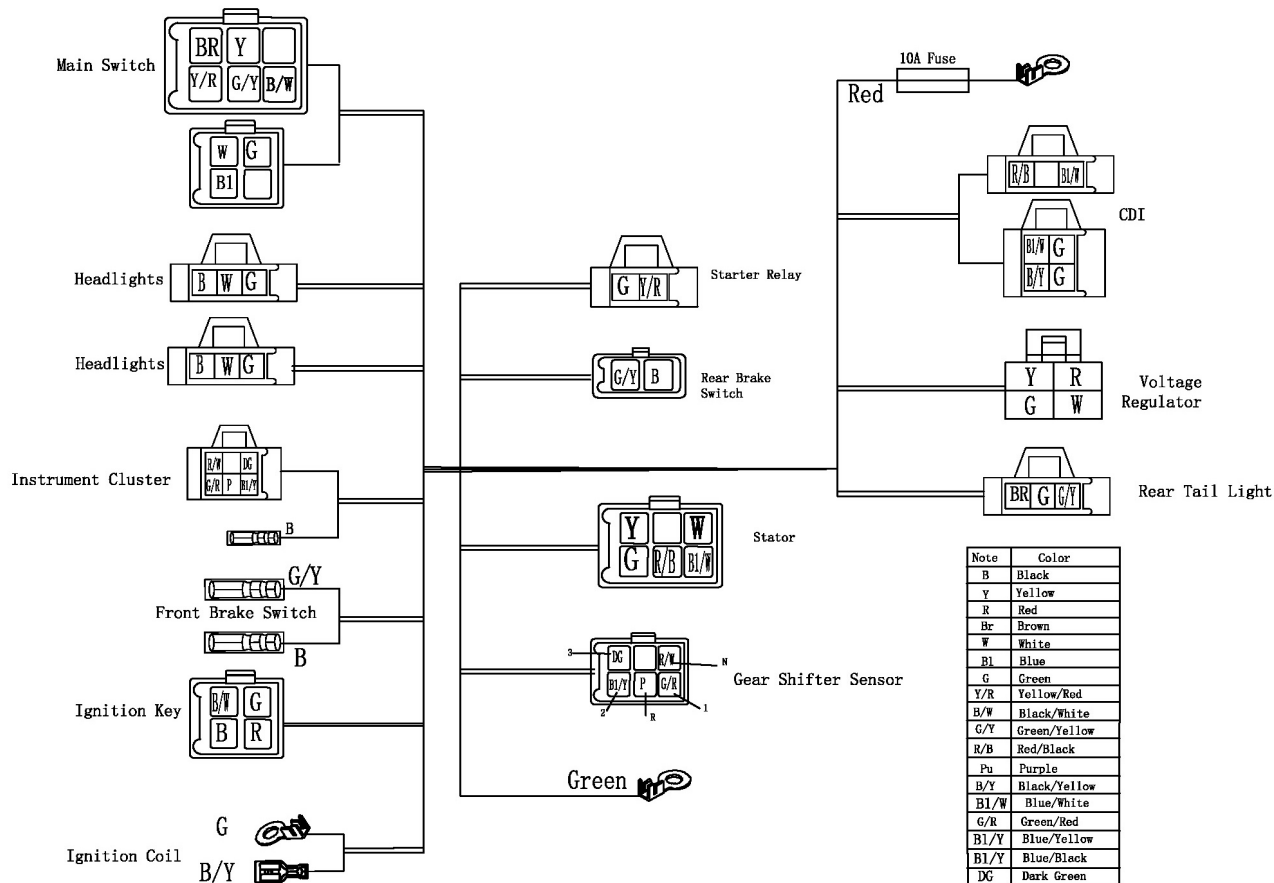 Main Switch
BR Y
Y/R G/Y B/W
W G
B1
Headlights
B W G
Headlights
B W G
Instrument Cluster
R/W DG
G/R P B1/Y
B
G/Y
Front Brake Switch
B
Ignition Key
B/W G
B R
Ignition Coil
G
B/Y
Starter Relay
G Y/R
Rear Brake
Switch
G/Y B
Stator
Y W
G R/B B1/W
Gear Shifter Sensor
3 DG R/W N
B1/Y P G/R
2 R 1
Green
10A Fuse
Red
CDI
R/B B1/W
B1/W G
B/Y G
Voltage
Regulator
Y R
G W
Rear Tail Light
BR G G/Y
Note Color
B Black
Y Yellow
R Red
Br Brown
W White
B1 Blue
G Green
Y/R Yellow/Red
B/W Black/White
G/Y Green/Yellow
R/B Red/Black
Pu Purple
B/Y Black/Yellow
B1/W Blue/White
G/R Green/Red
B1/Y Blue/Yellow
B1/Y Blue/Black
DG Dark Green